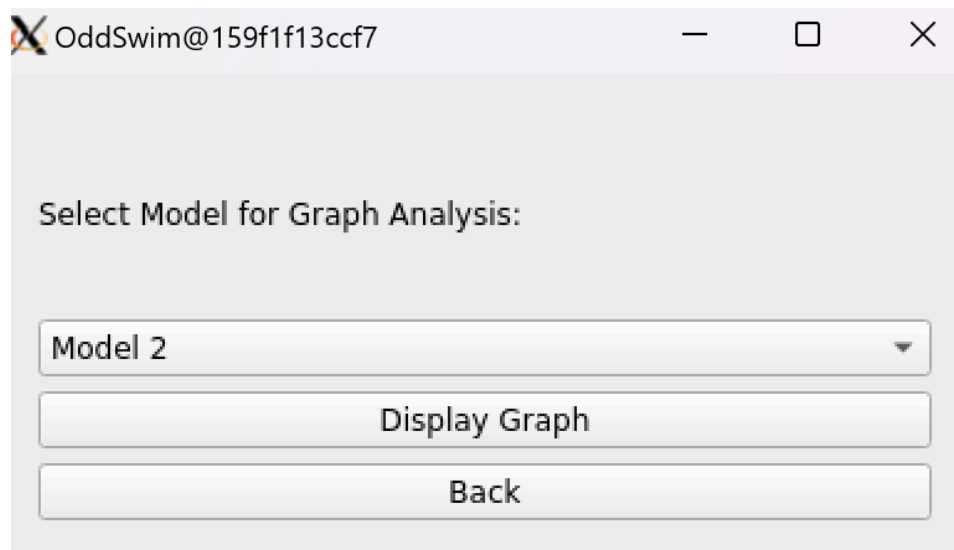 OddSwim@159f1f13ccf7
Select Model for Graph Analysis:
Model 2
Display Graph
Back